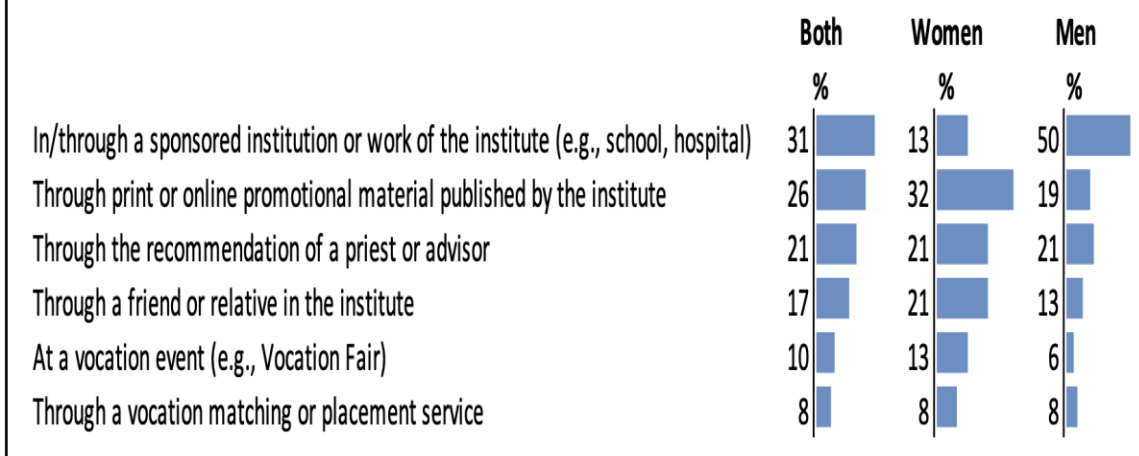 Both Women Men
% % %
In/through a sponsored institution or work of the institute (e.g., school, hospital) 31 13 50
Through print or online promotional material published by the institute 26 32 19
Through the recommendation of a priest or advisor 21 21 21
Through a friend or relative in the institute 17 21 13
At a vocation event (e.g., Vocation Fair) 10 13 6
Through a vocation matching or placement service 8 8 8